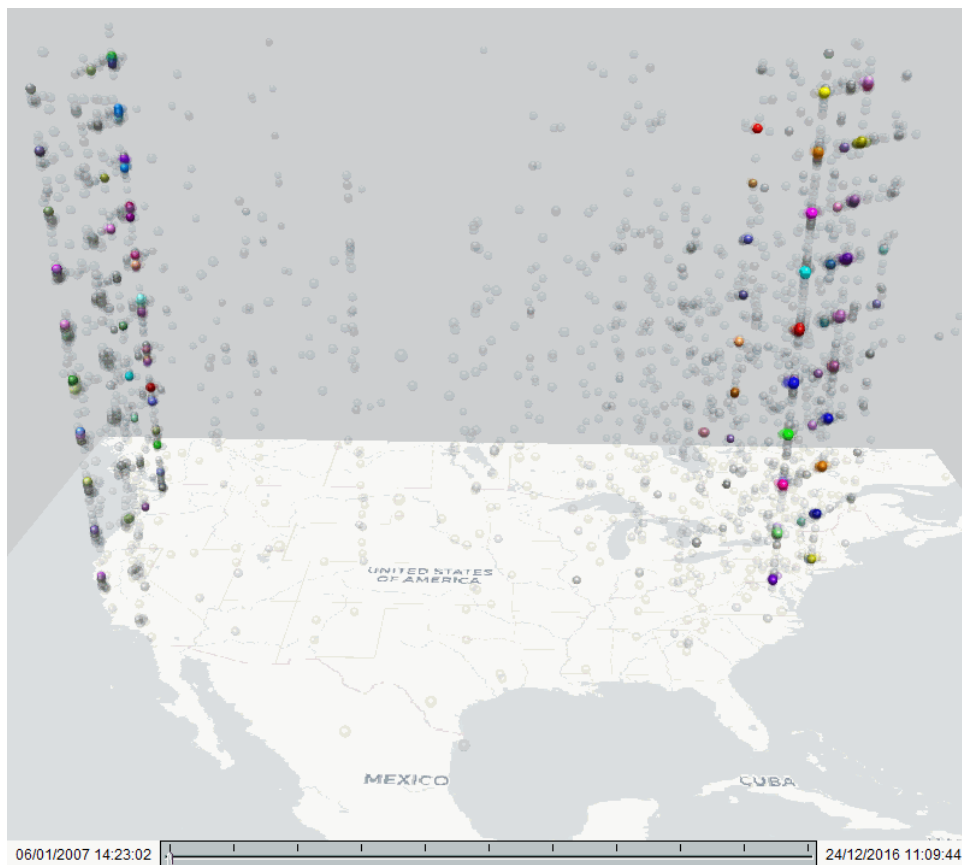 UNITED STATES
OF AMERICA
MEXICO
CUBA
06/01/2007 14:23:02
24/12/2016 11:09:44